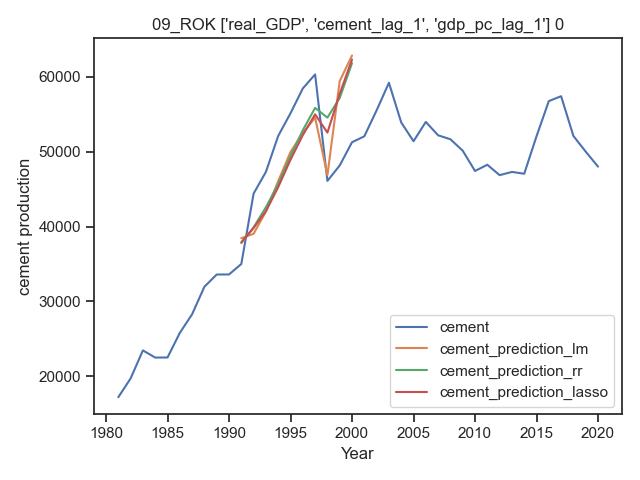 09_ROK ['real_GDP', 'cement_lag_1', 'gdp_pc_lag_1'] 0
60000
50000
40000
30000
20000
cement production
cement
cement_prediction_lm
cement_prediction_rr
cement_prediction_lasso
1980 1985 1990 1995 2000 2005 2010 2015 2020
Year